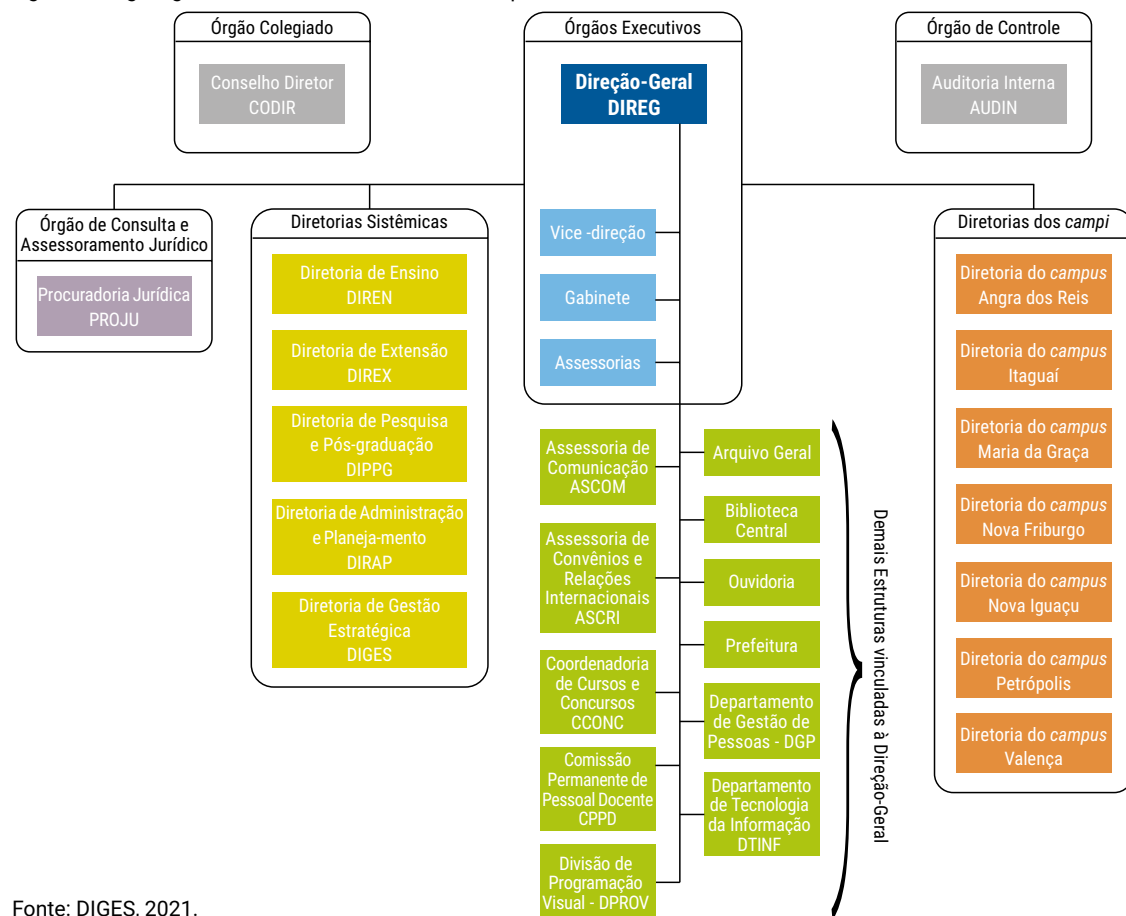 Órgão Colegiado
Conselho Diretor
CODIR
Órgãos Executivos
Direção-Geral
DIREG
Órgão de Controle
Auditoria Interna
AUDIN
Órgão de Consulta e
Assessoramento Jurídico
Procuradoria Jurídica
PROJU
Diretorias Sistêmicas
Diretoria de Ensino
DIREN
Diretoria de Extensão
DIREX
Diretoria de Pesquisa
e Pós-graduação
DIPPG
Diretoria de Administração
e Planeja-mento
DIRAP
Diretoria de Gestão
Estratégica
DIGES
Vice -direção
Gabinete
Assessorias
Assessoria de
Comunicação
ASCOM
Assessoria de
Convênios e
Relações
Internacionais
ASCRI
Coordenadoria
de Cursos e
Concursos
CCONC
Comissão
Permanente de
Pessoal Docente
CPPD
Divisão de
Programação
Visual - DPROV
Arquivo Geral
Biblioteca
Central
Ouvidoria
Prefeitura
Departamento
de Gestão de
Pessoas - DGP
Departamento
de Tecnologia
da Informação
DTINF
Demais Estruturas vinculadas à Direção-Geral
Diretorias dos campi
Diretoria do campus
Angra dos Reis
Diretoria do campus
Itaguaí
Diretoria do campus
Maria da Graça
Diretoria do campus
Nova Friburgo
Diretoria do campus
Nova Iguaçu
Diretoria do campus
Petrópolis
Diretoria do campus
Valença
Fonte: DIGES, 2021.